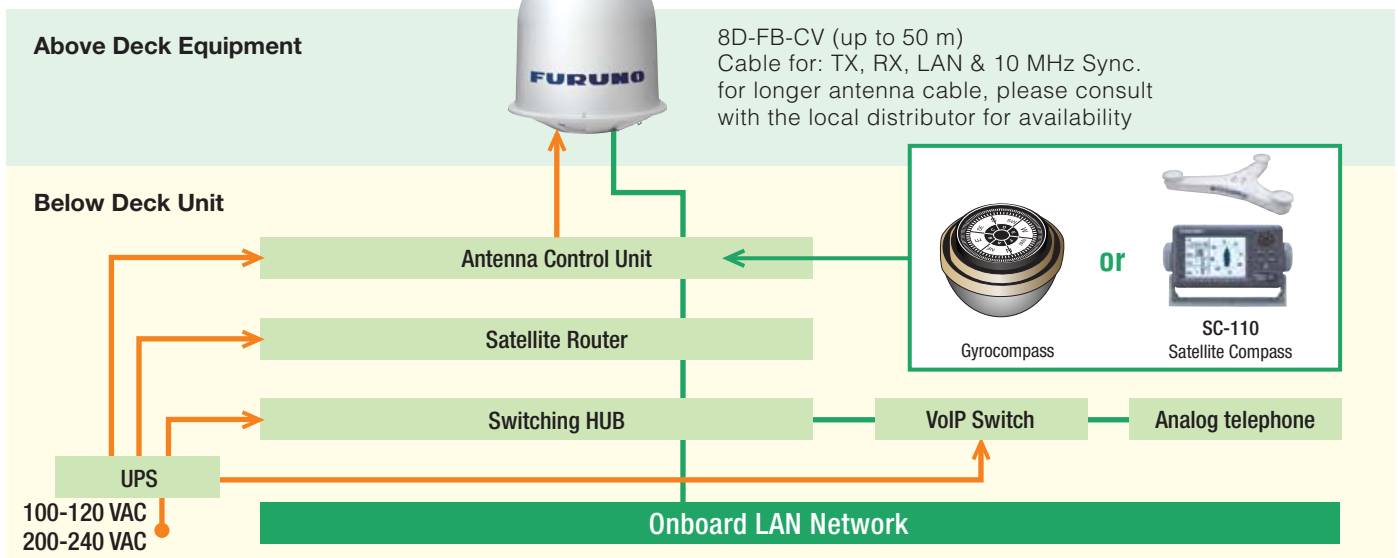 Above Deck Equipment
FURUNO
8D-FB-CV (up to 50 m)
Cable for: TX, RX, LAN & 10 MHz Sync.
for longer antenna cable, please consult
with the local distributor for availability
Below Deck Unit
Antenna Control Unit
Satellite Router
Switching HUB
VoIP Switch
Analog telephone
or
Gyrocompass
SC-110
Satellite Compass
UPS
100-120 VAC
200-240 VAC
Onboard LAN Network